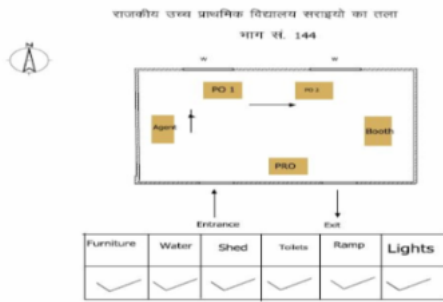 राजकीय उच्च प्राथमिक विद्यालय सराइयो का तला
भाग सं. 144
N
W W
PO 1 PO 2
Agent Booth
PRO
Entrance Exit
Furniture Water Shed Toilets Ramp Lights